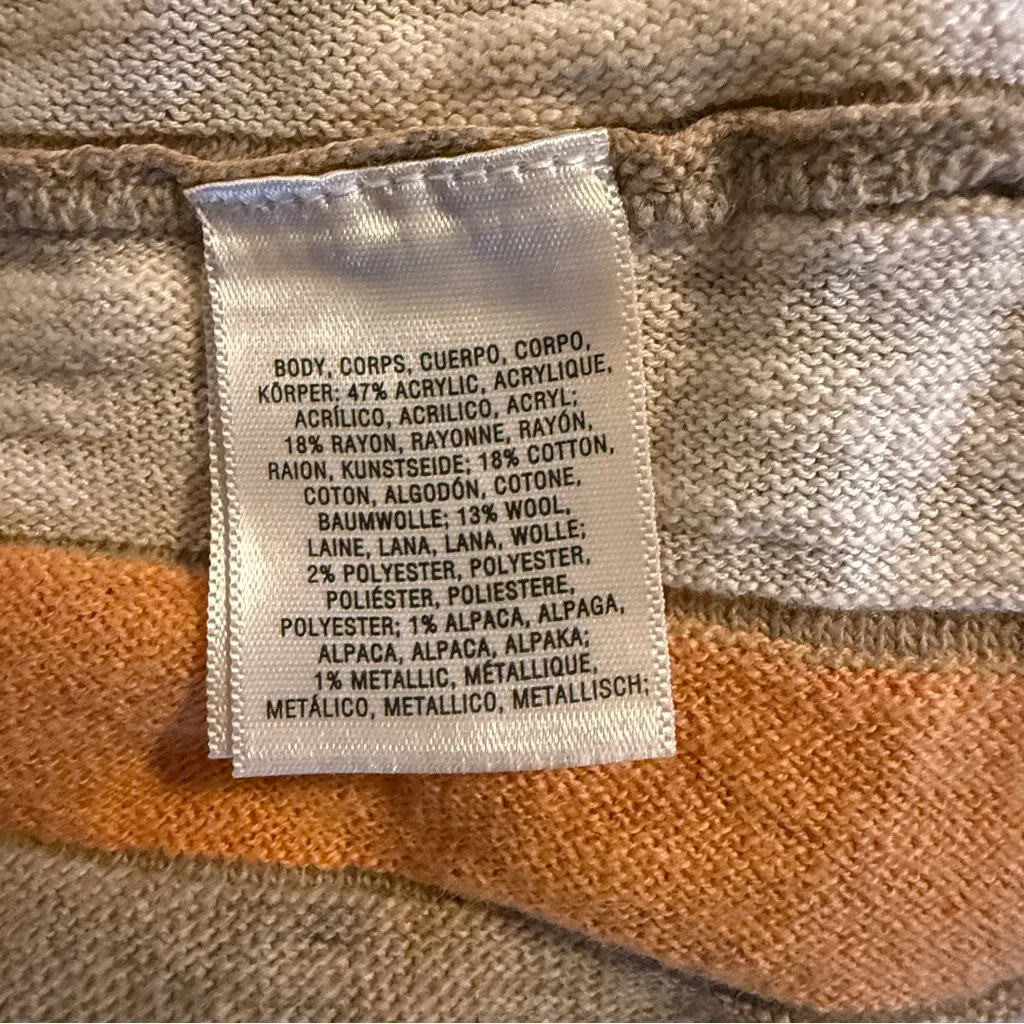 BODY, CORPS, CUERPO, CORPO,
KÖRPER: 47% ACRYLIC, ACRYLIQUE,
ACRÍLICO, ACRILICO, ACRYL;
18% RAYON, RAYONNE, RAYÓN,
RAION, KUNSTSEIDE; 18% COTTON,
COTON, ALGODÓN, COTONE,
BAUMWOLLE; 13% WOOL,
LAINE, LANA, LANA, WOLLE;
2% POLYESTER, POLYESTER,
POLIÉSTER, POLIESTERE,
POLYESTER; 1% ALPACA, ALPAGA,
ALPACA, ALPACA, ALPAKA;
1% METALLIC, MÉTALLIQUE,
METÁLICO, METALLICO, METALLISCH;